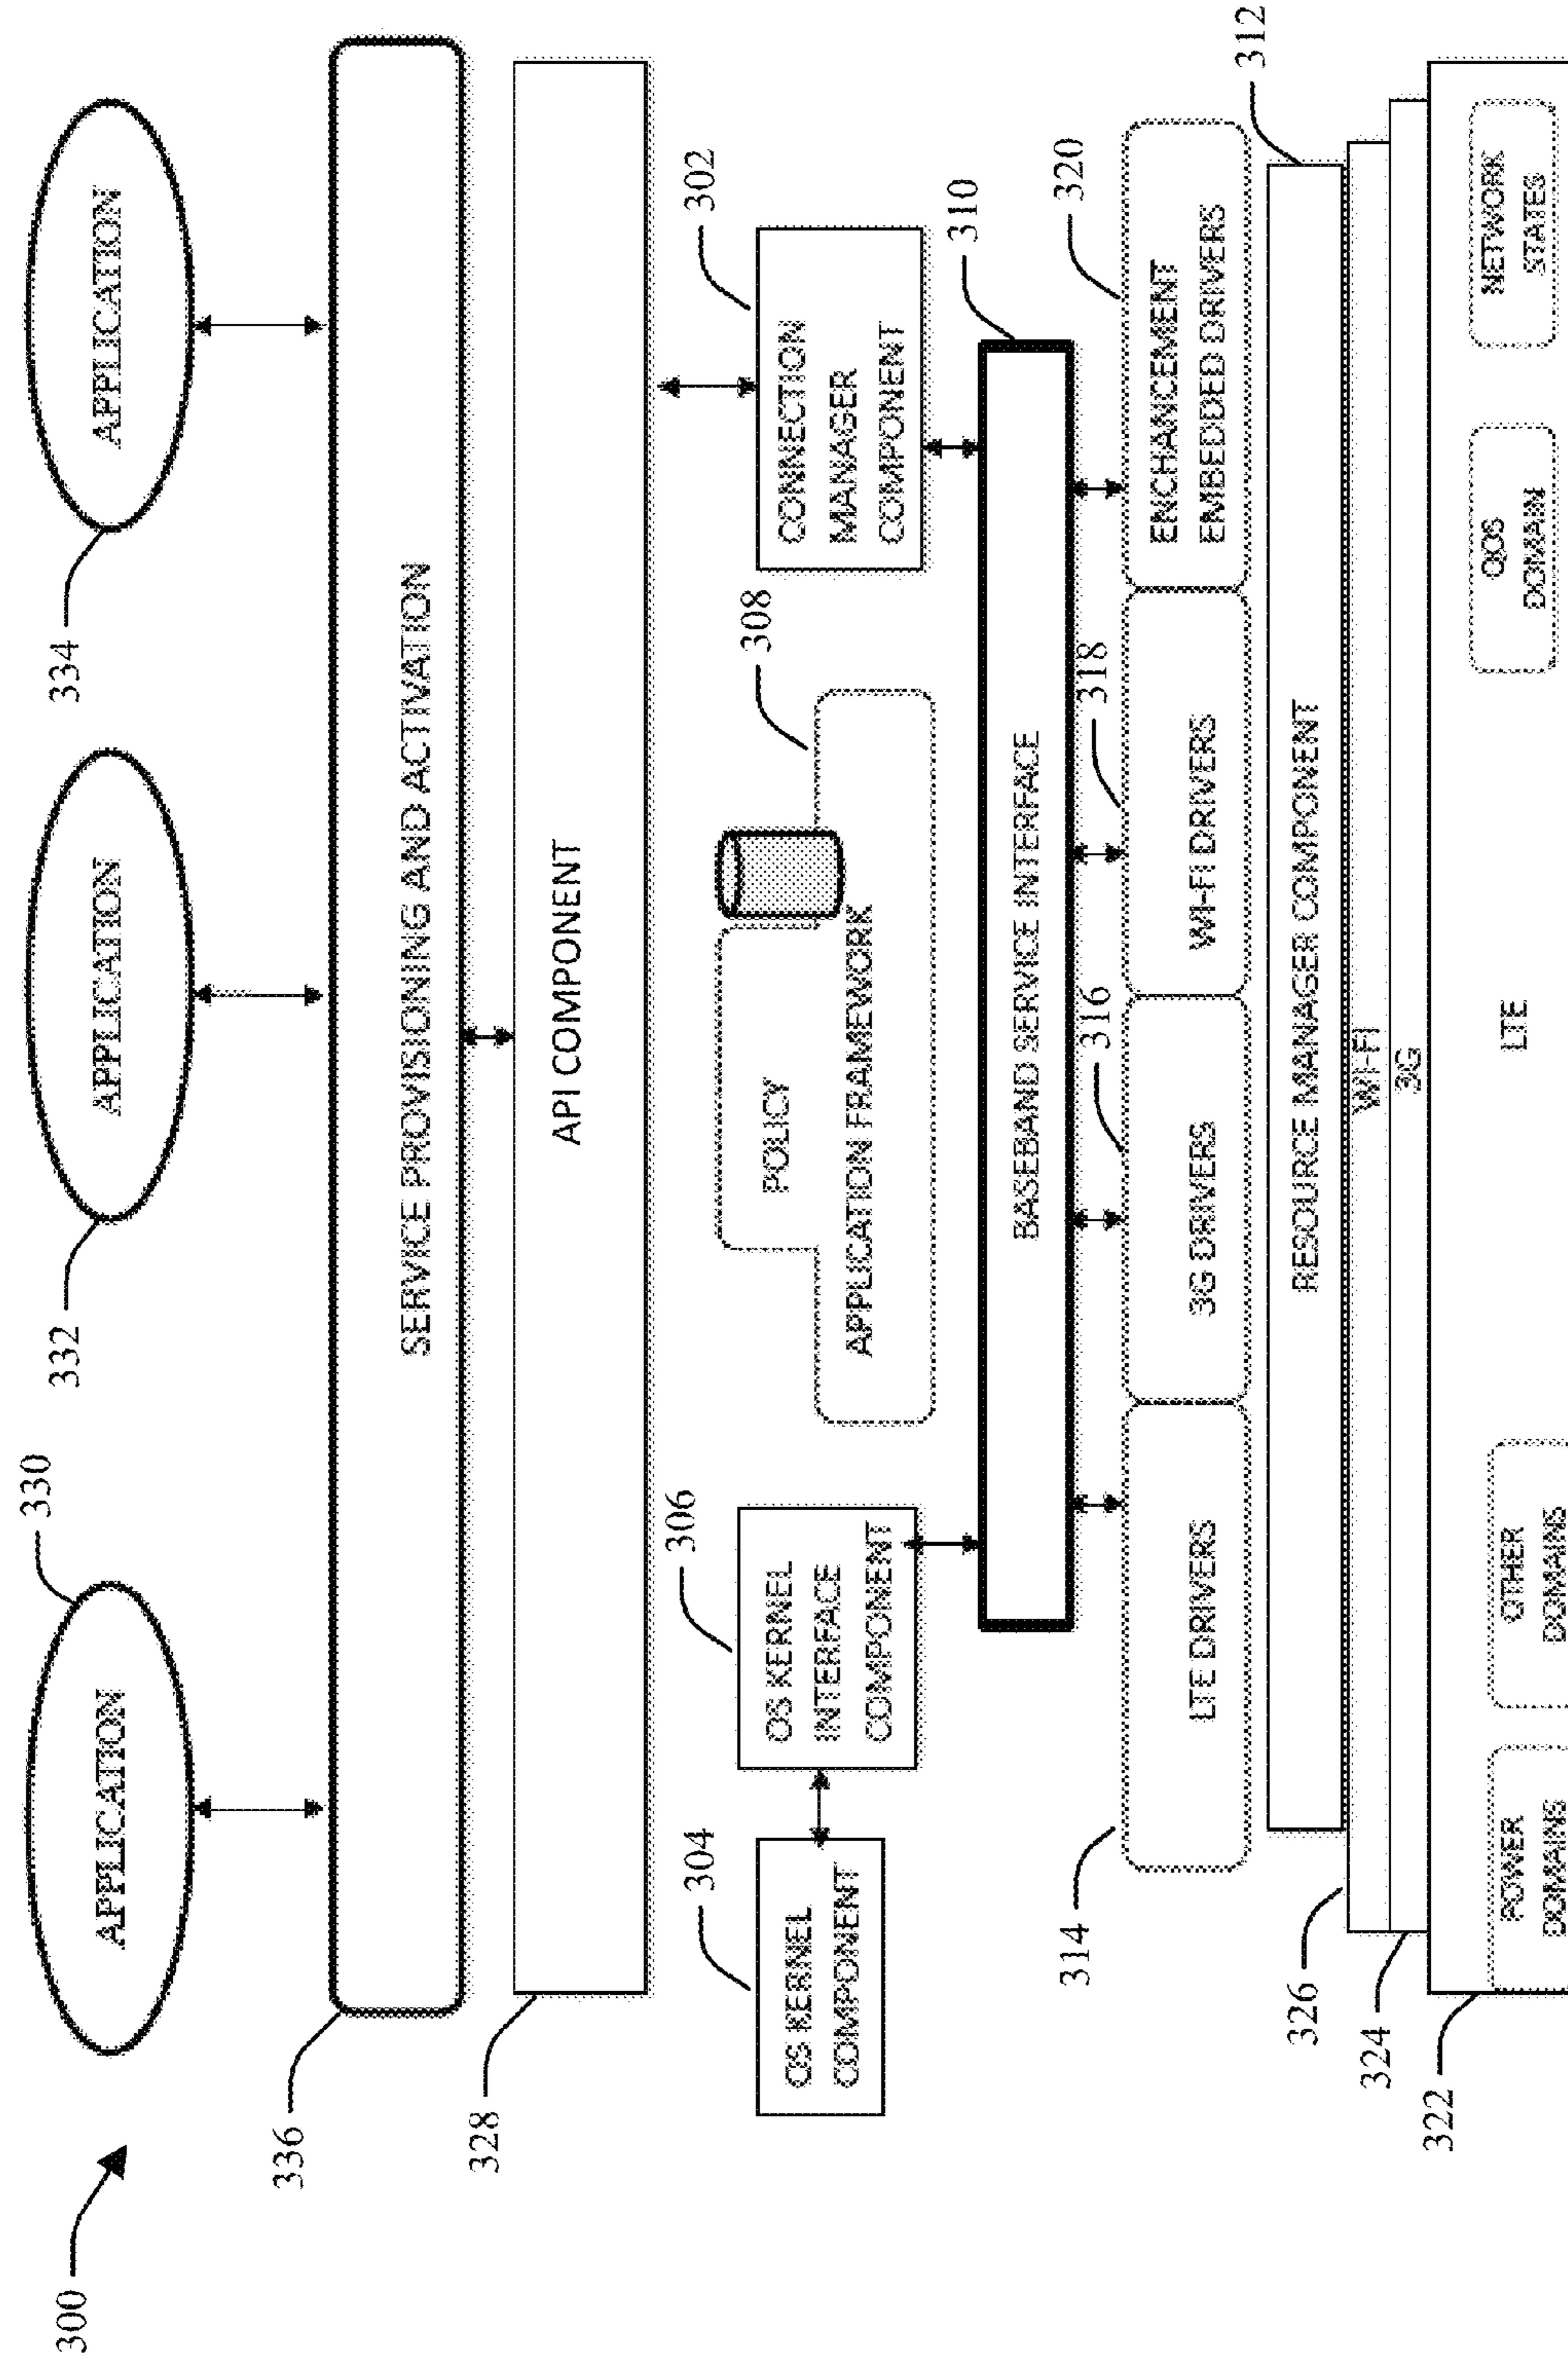 300
330
332
334
APPLICATION
APPLICATION
APPLICATION
336
SERVICE PROVISIONING AND ACTIVATION
328
API COMPONENT
304
OS KERNEL
COMPONENT
306
OS KERNEL
INTERFACE
COMPONENT
308
POLICY
APPLICATION FRAMEWORK
302
CONNECTION
MANAGER
COMPONENT
310
BASEBAND SERVICE INTERFACE
314
LTE DRIVERS
316
3G DRIVERS
318
WI-FI DRIVERS
320
ENCHANCEMENT
EMBEDDED DRIVERS
312
RESOURCE MANAGER COMPONENT
326
WI-FI
324
3G
322
POWER
DOMAINS
OTHER
DOMAINS
LTE
QOS
DOMAIN
NETWORK
STATES